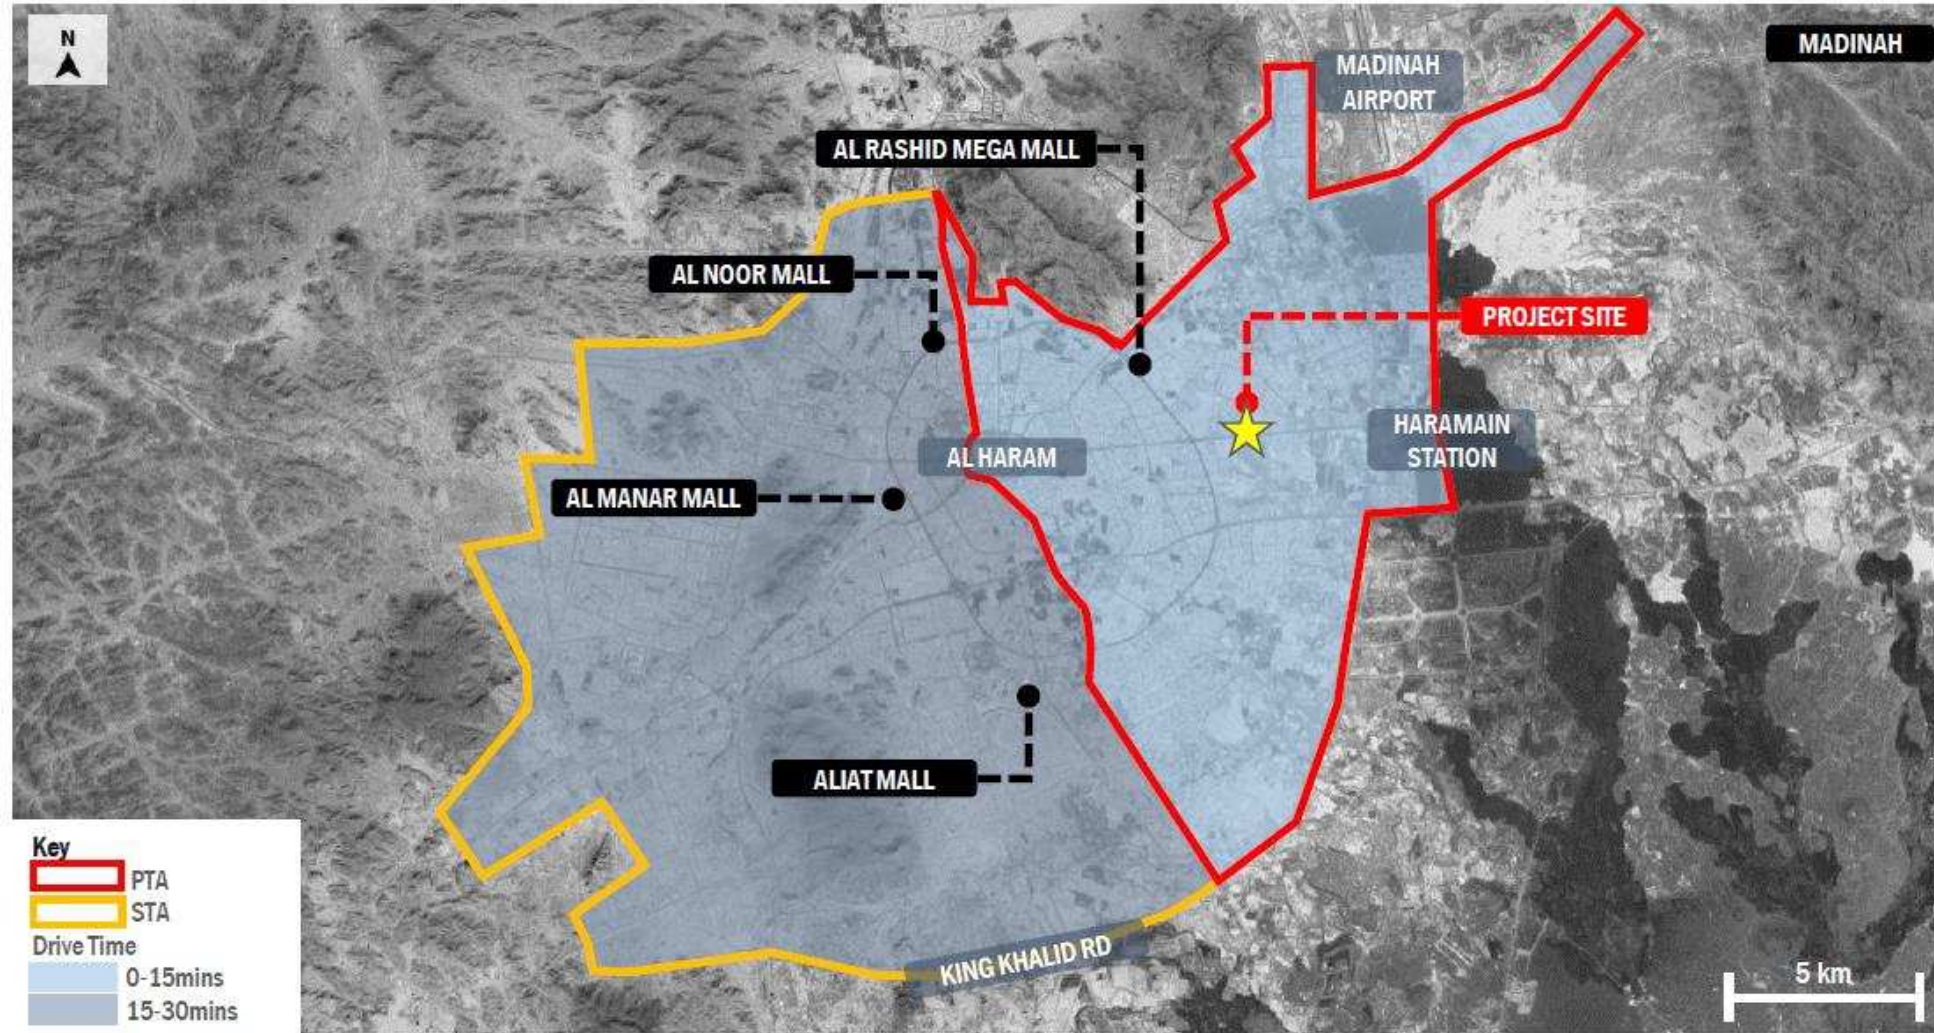 N
MADINAH
MADINAH
AIRPORT
AL RASHID MEGA MALL
AL NOOR MALL
PROJECT SITE
HARAMAIN
STATION
AL HARAM
AL MANAR MALL
ALIAT MALL
KING KHALID RD
Key
PTA
STA
Drive Time
0-15mins
15-30mins
5 km